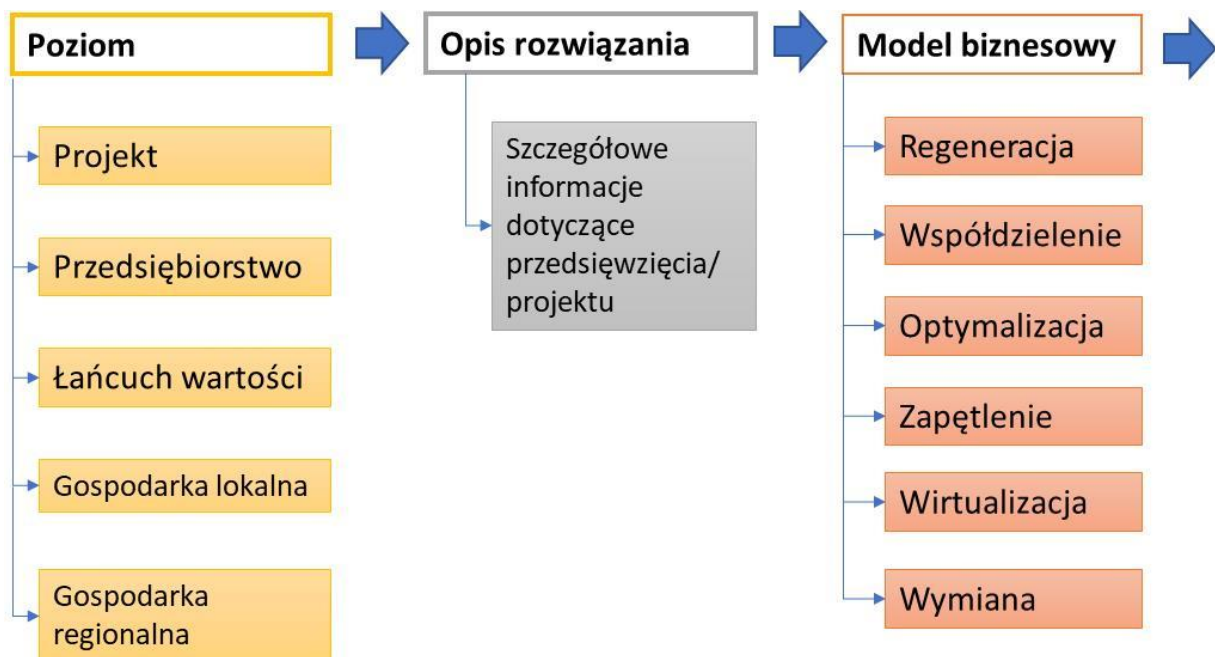 Poziom
Projekt
Przedsiębiorstwo
Łańcuch wartości
Gospodarka lokalna
Gospodarka
regionalna
Opis rozwiązania
Szczegółowe
informacje
dotyczące
przedsięwzięcia/
projektu
Model biznesowy
Regeneracja
Współdzielenie
Optymalizacja
Zapętlenie
Wirtualizacja
Wymiana